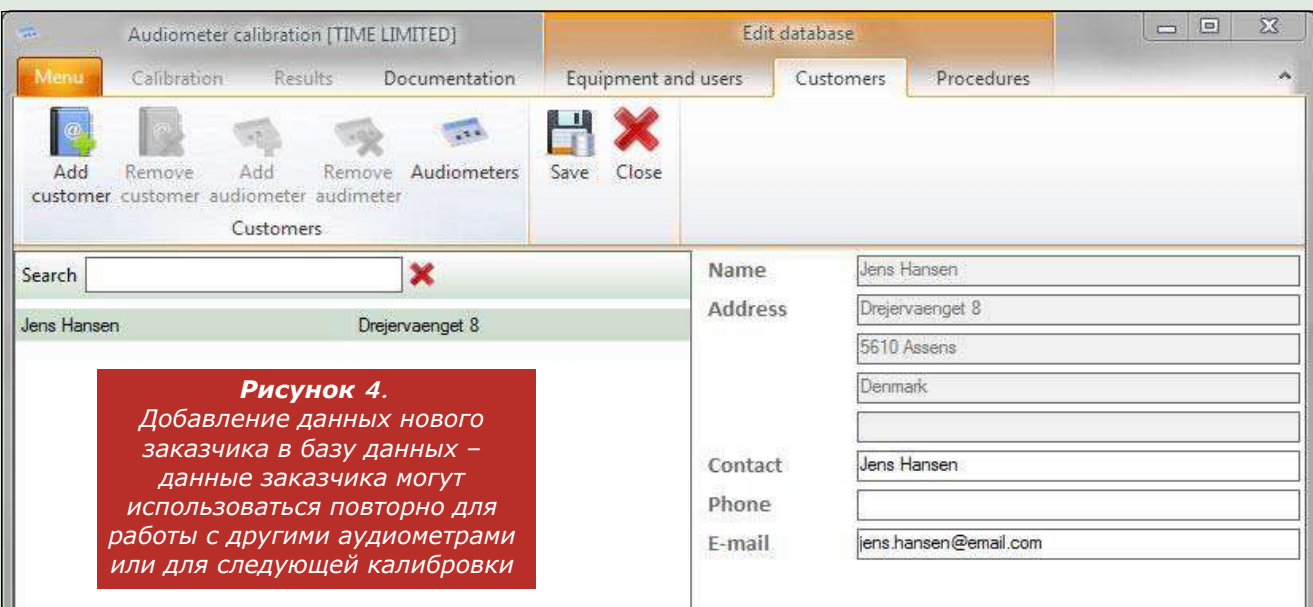 Audiometer calibration [TIME LIMITED]
Edit database
Menu
Calibration
Results
Documentation
Equipment and users
Customers
Procedures
Add
customer
Remove
customer
Add
audiometer
Remove
audimeter
Audiometers
Save
Close
Customers
Search
Jens Hansen Drejervaenget 8
Рисунок 4.
Добавление данных нового
заказчика в базу данных –
данные заказчика могут
использоваться повторно для
работы с другими аудиометрами
или для следующей калибровки
Name Jens Hansen
Address Drejervaenget 8
5610 Assens
Denmark
Contact Jens Hansen
Phone
E-mail jens.hansen@email.com